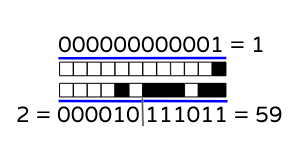 000000000001 = 1
2 = 000010 111011 = 59